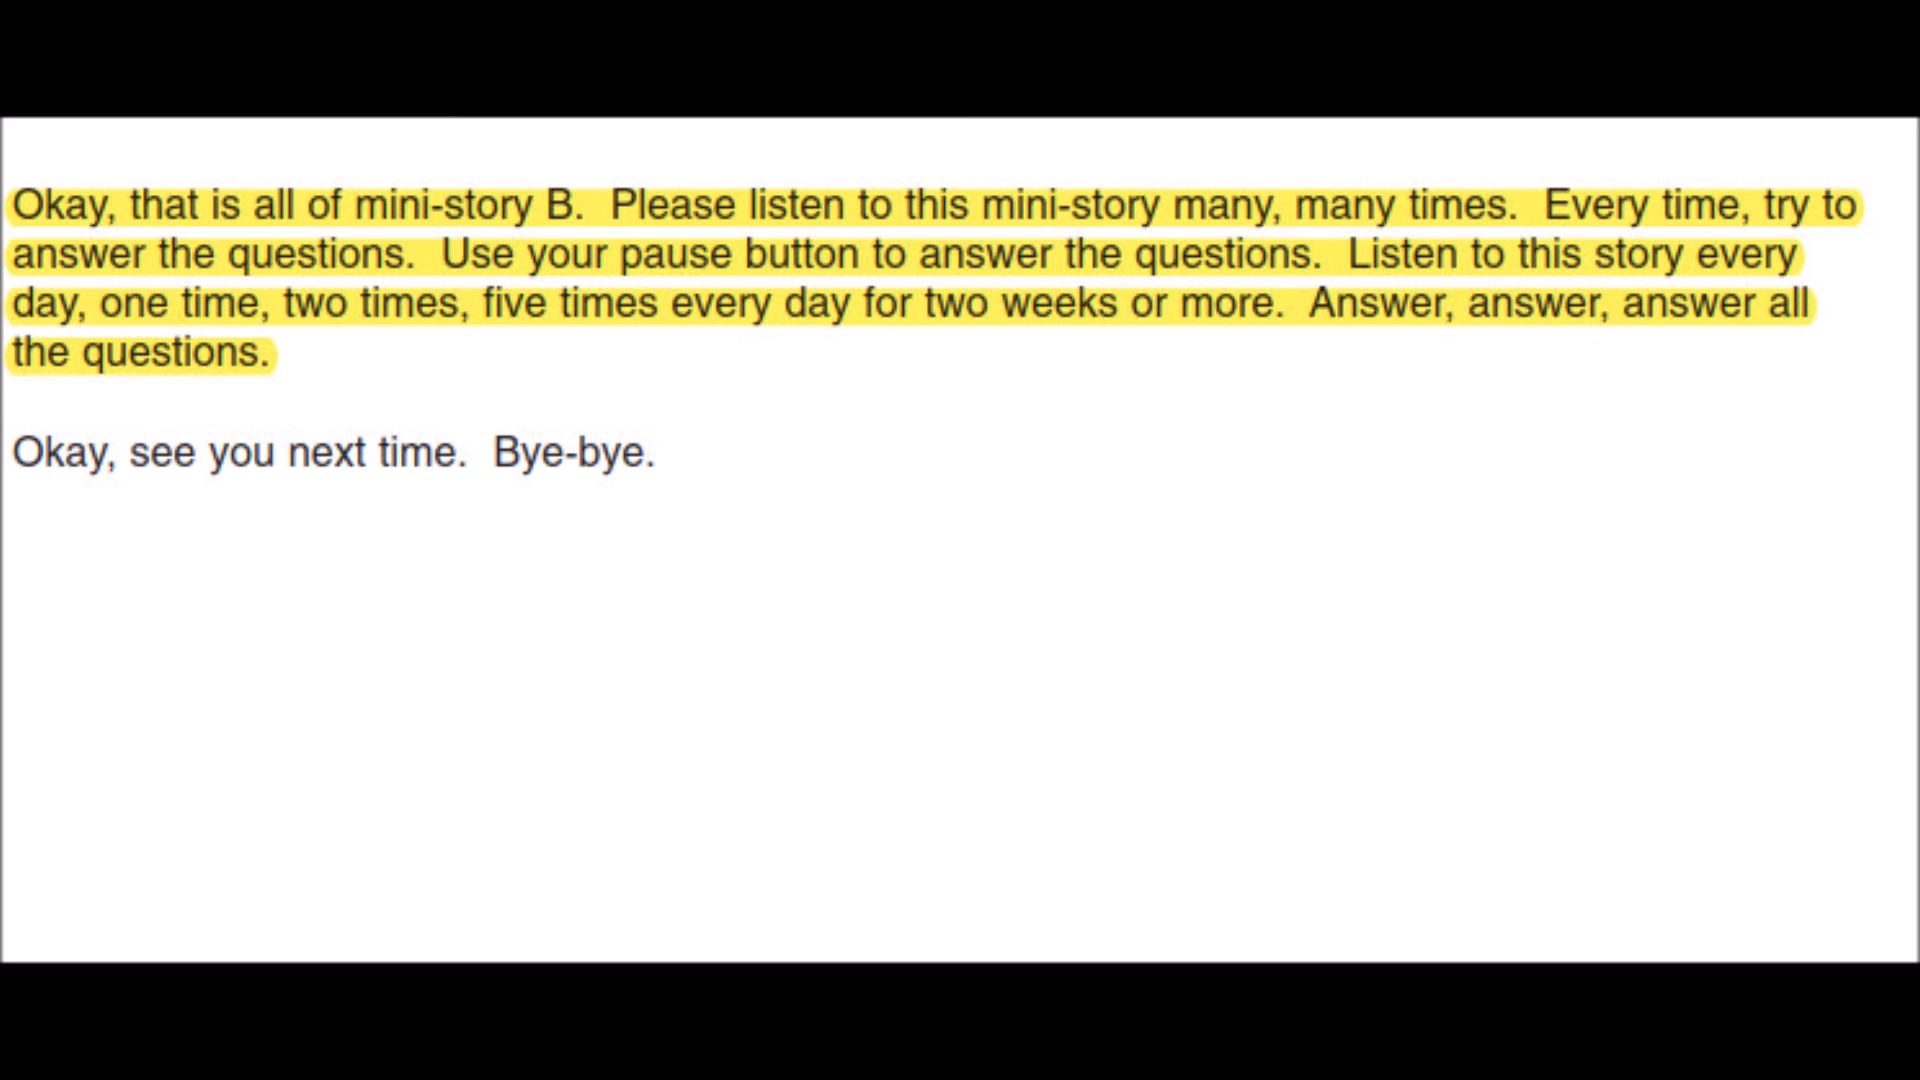 Okay, that is all of mini-story B.  Please listen to this mini-story many, many times.  Every time, try to
answer the questions.  Use your pause button to answer the questions.  Listen to this story every
day, one time, two times, five times every day for two weeks or more.  Answer, answer, answer all
the questions.
Okay, see you next time.  Bye-bye.